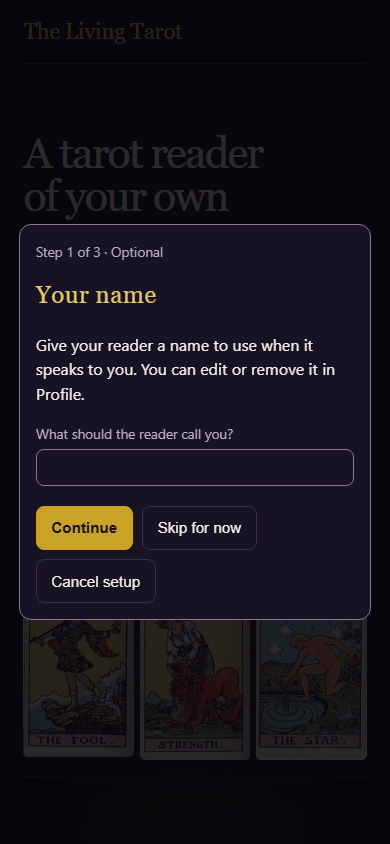 The Living Tarot
A tarot reader
of your own
Step 1 of 3 · Optional
Your name
Give your reader a name to use when it
speaks to you. You can edit or remove it in
Profile.
What should the reader call you?
Continue
Skip for now
Cancel setup
THE FOOL.
STRENGTH.
THE STAR.